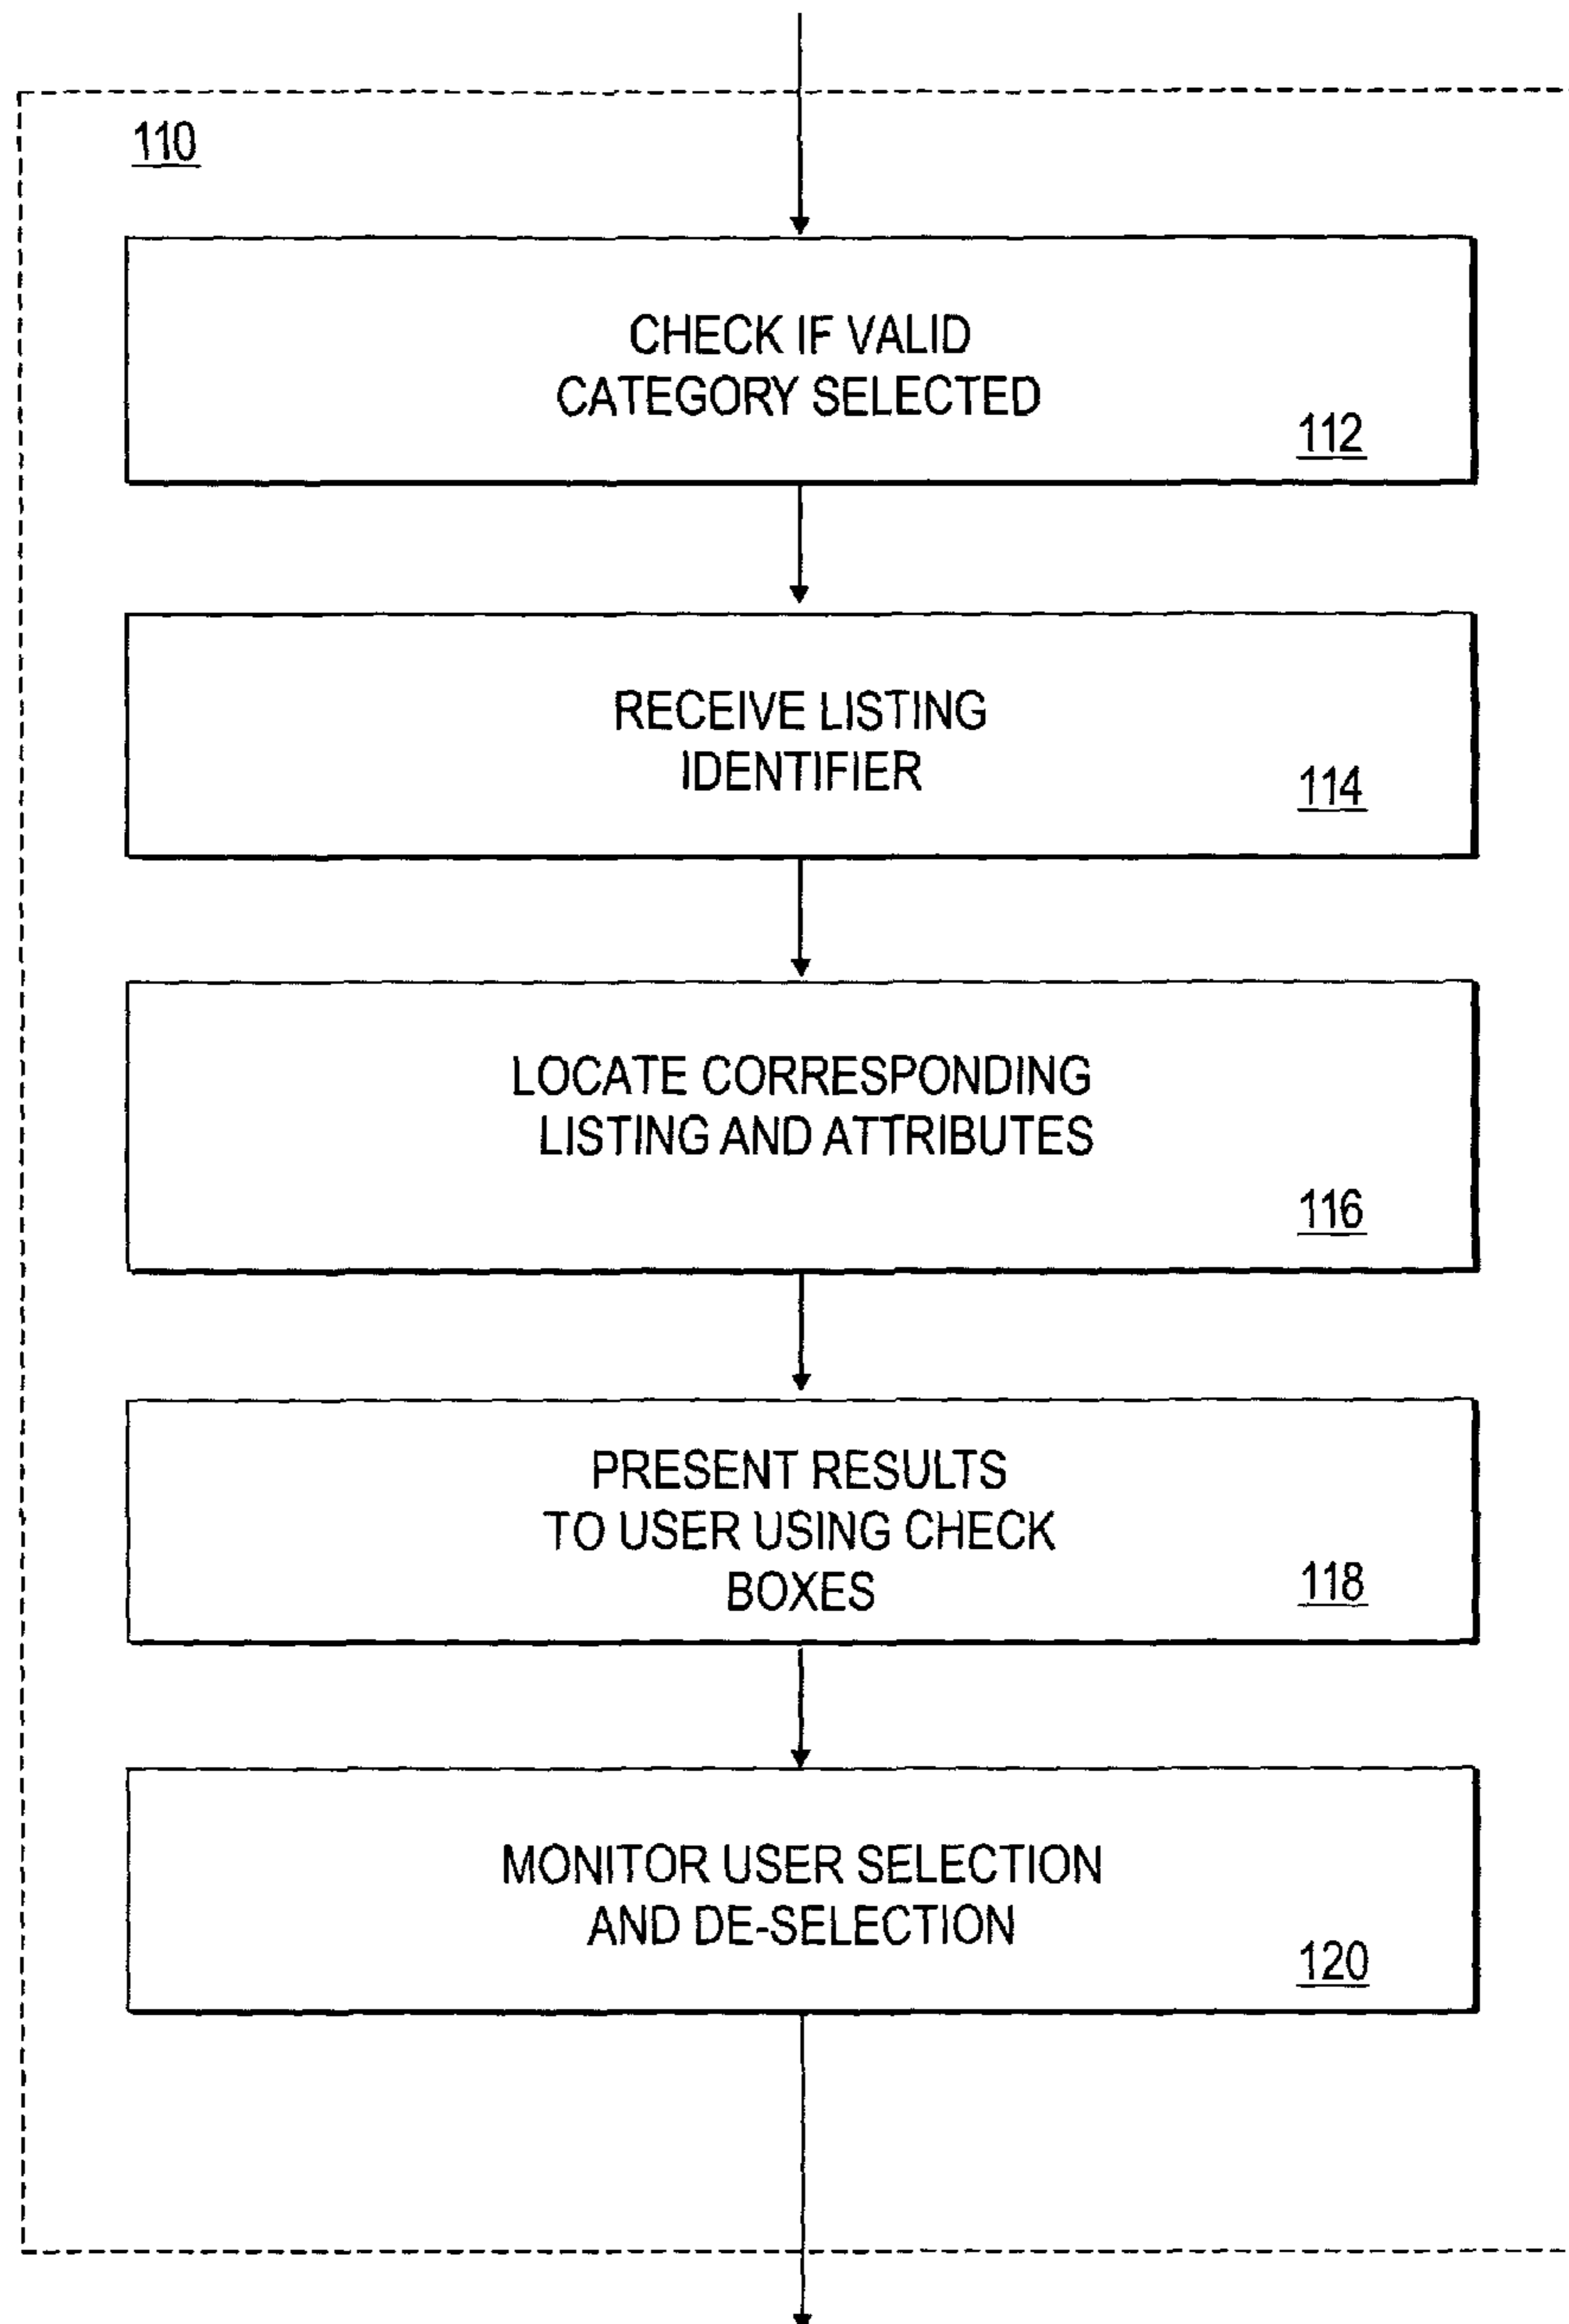 110
CHECK IF VALID
CATEGORY SELECTED
112
RECEIVE LISTING
IDENTIFIER
114
LOCATE CORRESPONDING
LISTING AND ATTRIBUTES
116
PRESENT RESULTS
TO USER USING CHECK
BOXES
118
MONITOR USER SELECTION
AND DE-SELECTION
120